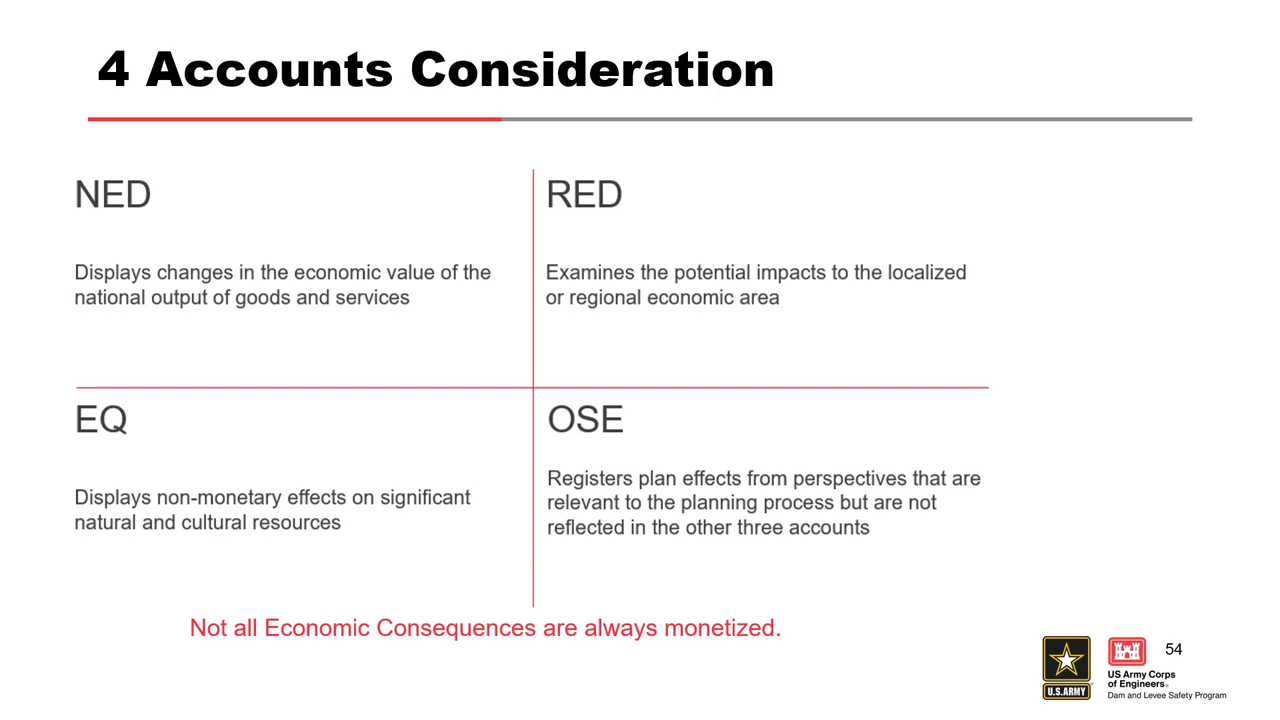 4 Accounts Consideration
NED
Displays changes in the economic value of the
national output of goods and services
RED
Examines the potential impacts to the localized
or regional economic area
EQ
Displays non-monetary effects on significant
natural and cultural resources
OSE
Registers plan effects from perspectives that are
relevant to the planning process but are not
reflected in the other three accounts
Not all Economic Consequences are always monetized.
U.S.ARMY
US Army Corps
of Engineers®
Dam and Levee Safety Program
54